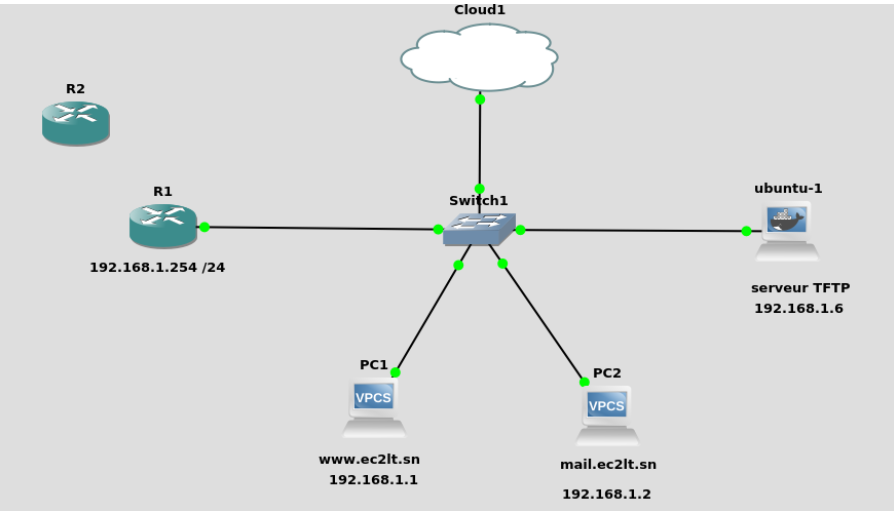 Cloud1
R2
R1
Switch1
ubuntu-1
192.168.1.254 /24
serveur TFTP
192.168.1.6
PC1
VPCS
www.ec2lt.sn
192.168.1.1
PC2
VPCS
mail.ec2lt.sn
192.168.1.2